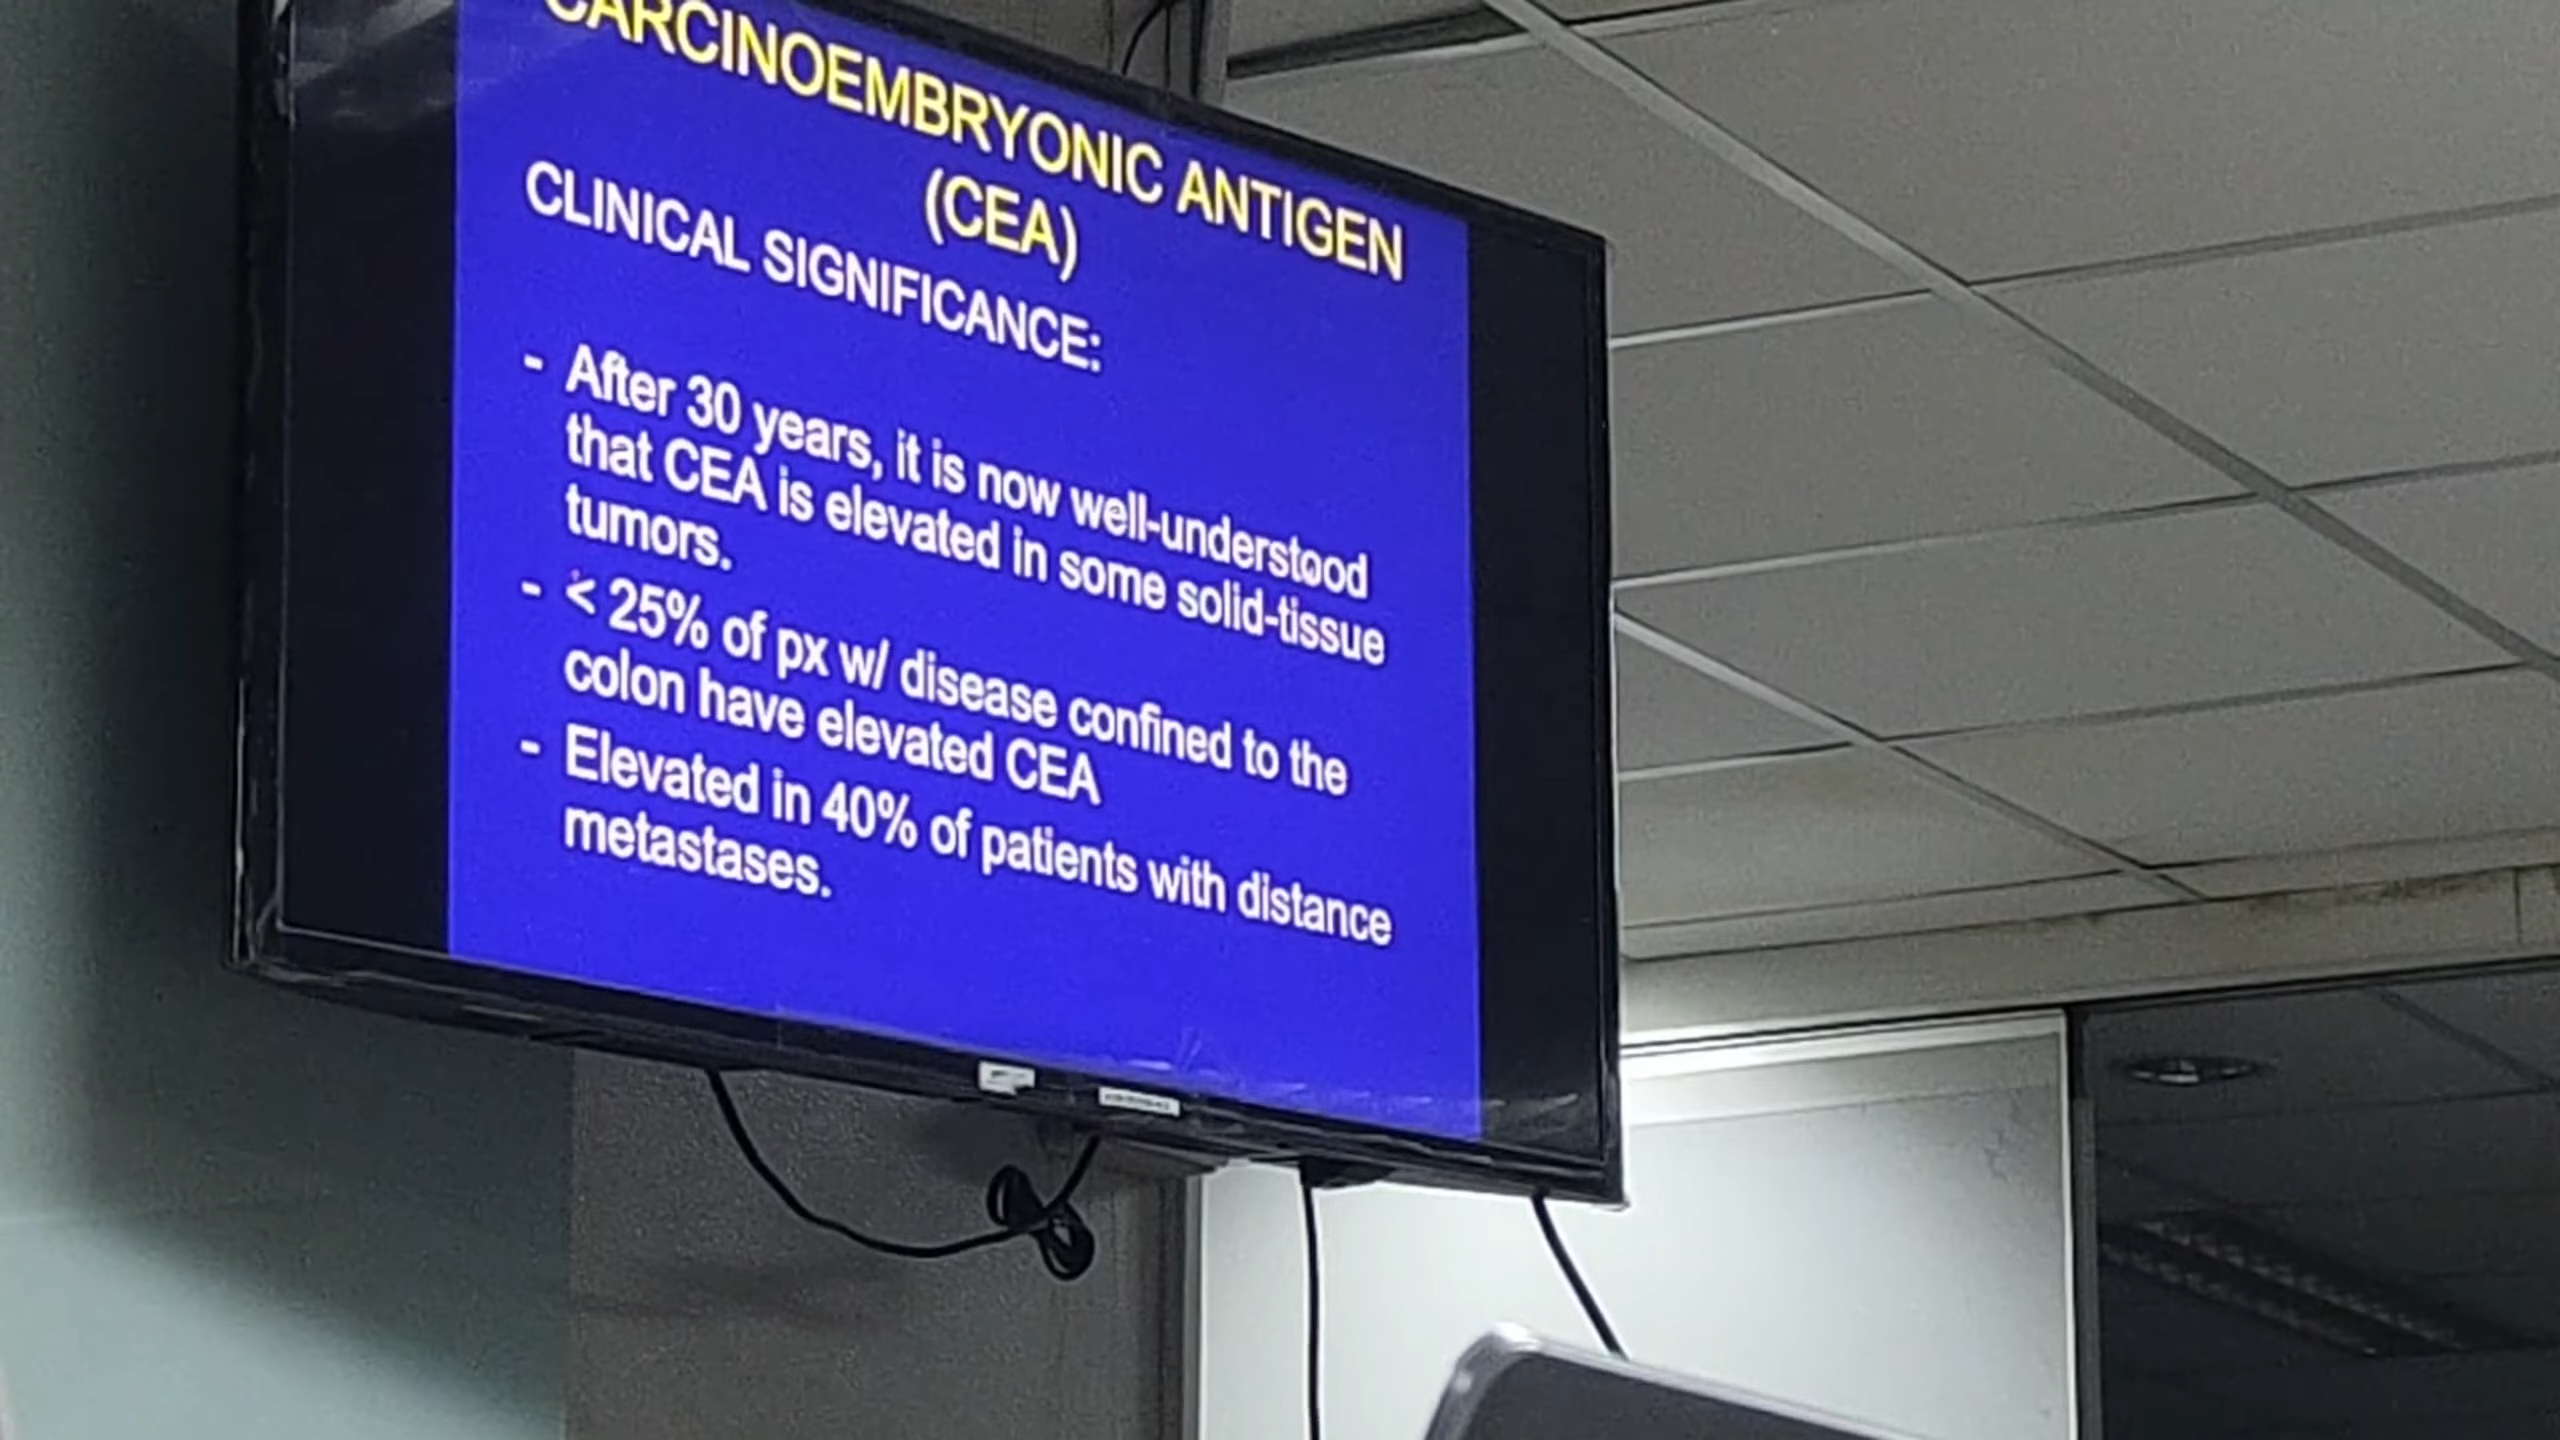 CARCINOEMBRYONIC ANTIGEN
(CEA)
CLINICAL SIGNIFICANCE:
- After 30 years, it is now well-understood
that CEA is elevated in some solid-tissue
tumors.
- < 25% of px w/ disease confined to the
colon have elevated CEA
- Elevated in 40% of patients with distance
metastases.